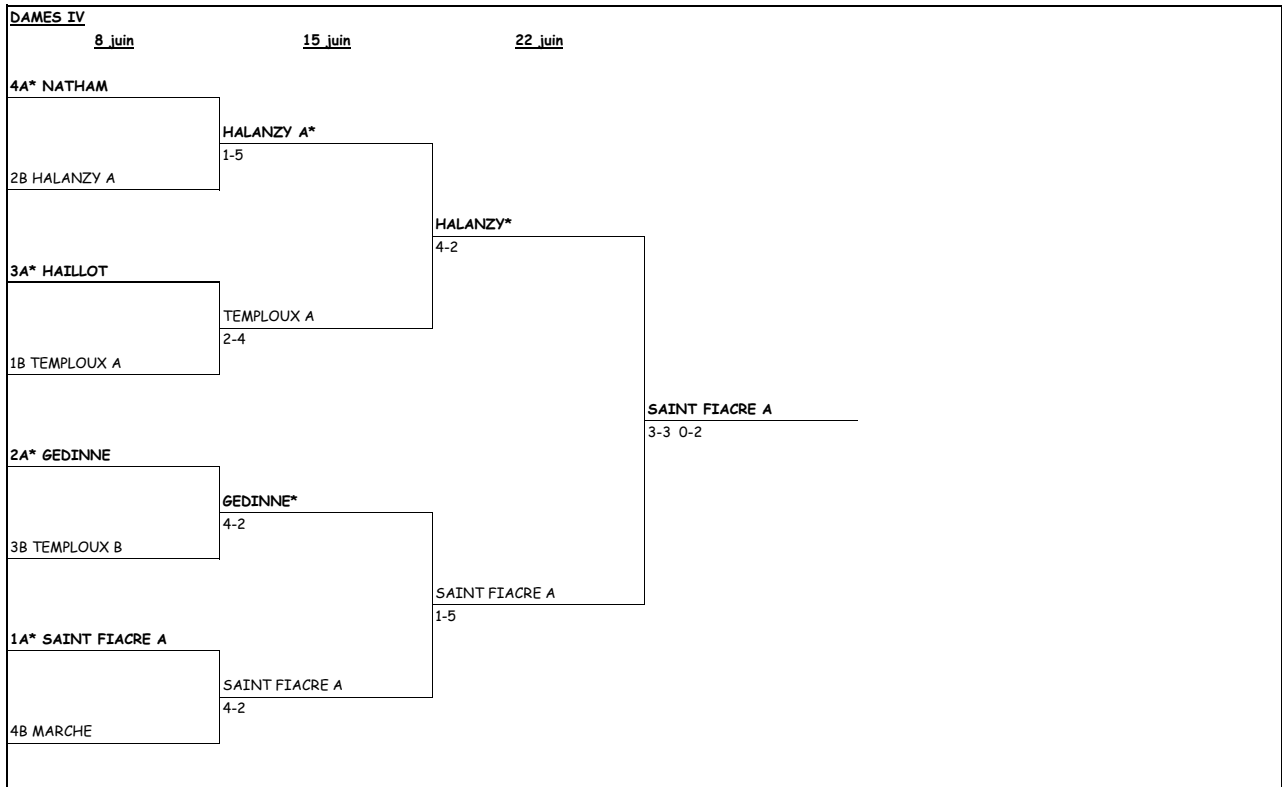 DAMES IV
8 juin 15 juin 22 juin
4A* NATHAM
HALANZY A*
1-5
2B HALANZY A
HALANZY*
4-2
3A* HAILLOT
TEMPLOUX A
2-4
1B TEMPLOUX A
SAINT FIACRE A
3-3 0-2
2A* GEDINNE
GEDINNE*
4-2
3B TEMPLOUX B
SAINT FIACRE A
1-5
1A* SAINT FIACRE A
SAINT FIACRE A
4-2
4B MARCHE